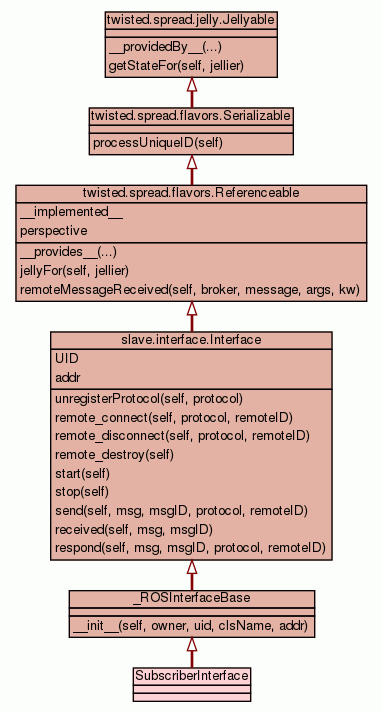 twisted.spread.jelly.Jellyable
__providedBy__(...)
getStateFor(self, jellier)
twisted.spread.flavors.Serializable
processUniqueID(self)
twisted.spread.flavors.Referenceable
__implemented__
perspective
__provides__(...)
jellyFor(self, jellier)
remoteMessageReceived(self, broker, message, args, kw)
slave.interface.Interface
UID
addr
unregisterProtocol(self, protocol)
remote_connect(self, protocol, remoteID)
remote_disconnect(self, protocol, remoteID)
remote_destroy(self)
start(self)
stop(self)
send(self, msg, msgID, protocol, remoteID)
received(self, msg, msgID)
respond(self, msg, msgID, protocol, remoteID)
_ROSInterfaceBase
__init__(self, owner, uid, clsName, addr)
SubscriberInterface